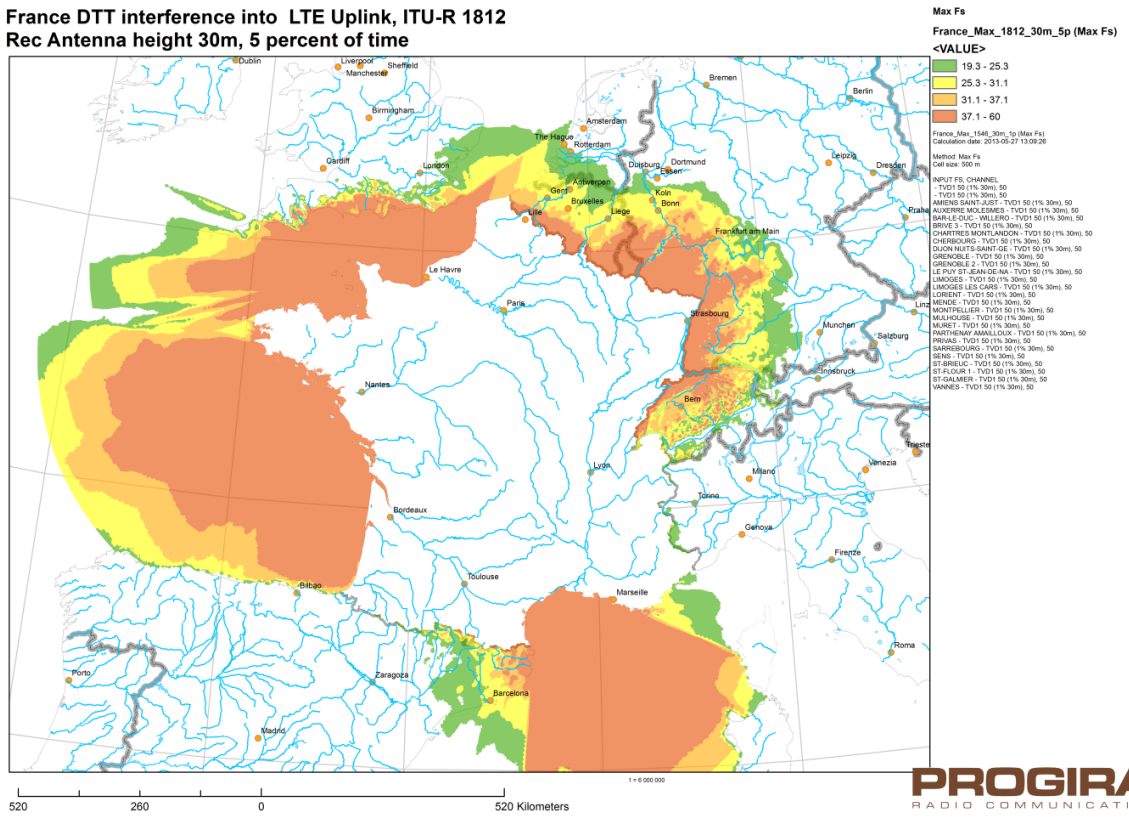 France DTT interference into LTE Uplink, ITU-R 1812
Rec Antenna height 30m, 5 percent of time
Max Fs
France_Max_1812_30m_5p (Max Fs)
<VALUE>
19.3 - 25.3
25.3 - 31.1
31.1 - 37.1
37.1 - 60
France_Max_1546_30m_1p (Max Fs)
Calculation date: 2013-05-27 13:09:26
Method: Max Fs
Cell size: 500 m
INPUT FS, CHANNEL
- TVD1 50 (1% 30m), 50
- TVD1 50 (1% 30m), 50
AMIENS SAINT-JUST - TVD1 50 (1% 30m), 50
AUXERRE MOLESMES - TVD1 50 (1% 30m), 50
BAR-LE-DUC - WILLERO - TVD1 50 (1% 30m), 50
BRIVE 3 - TVD1 50 (1% 30m), 50
CHARTRES MONTLANDON - TVD1 50 (1% 30m), 50
CHERBOURG - TVD1 50 (1% 30m), 50
DIJON NUITS-SAINT-GE - TVD1 50 (1% 30m), 50
GRENOBLE - TVD1 50 (1% 30m), 50
GRENOBLE 2 - TVD1 50 (1% 30m), 50
LE PUY ST-JEAN-DE-NA - TVD1 50 (1% 30m), 50
LIMOGES - TVD1 50 (1% 30m), 50
LIMOGES LES CARS - TVD1 50 (1% 30m), 50
LORIENT - TVD1 50 (1% 30m), 50
MENDE - TVD1 50 (1% 30m), 50
MONTPELLIER - TVD1 50 (1% 30m), 50
MULHOUSE - TVD1 50 (1% 30m), 50
MURET - TVD1 50 (1% 30m), 50
PARTHENAY AMAILLOUX - TVD1 50 (1% 30m), 50
PRIVAS - TVD1 50 (1% 30m), 50
SARREBOURG - TVD1 50 (1% 30m), 50
SENS - TVD1 50 (1% 30m), 50
ST-BRIEUC - TVD1 50 (1% 30m), 50
ST-FLOUR 1 - TVD1 50 (1% 30m), 50
ST-GALMIER - TVD1 50 (1% 30m), 50
VANNES - TVD1 50 (1% 30m), 50
Dublin
Liverpool
Sheffield
Manchester
Bremen
Berlin
Birmingham
Amsterdam
The Hague
Rotterdam
Cardiff
London
Duisburg
Dortmund
Essen
Leipzig
Dresden
Antwerpen
Gent
Bruxelles
Koln
Bonn
Lille
Liege
Praha
Frankfurt am Main
Le Havre
Paris
Strasbourg
Linz
Munchen
Salzburg
Nantes
Innsbruck
Bern
Trieste
Lyon
Venezia
Milano
Torino
Bordeaux
Genova
Firenze
Toulouse
Bilbao
Marseille
Roma
Porto
Zaragoza
Barcelona
Madrid
1 = 6 000 000
520
260
0
520 Kilometers
PROGIRA
RADIO COMMUNICATI